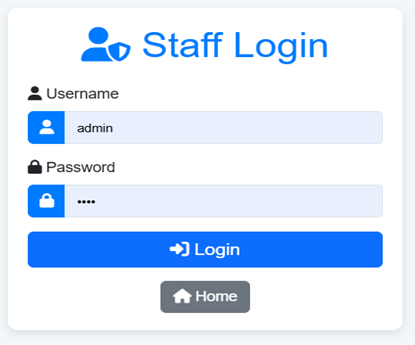 Staff Login
Username
admin
Password
••••
Login
Home